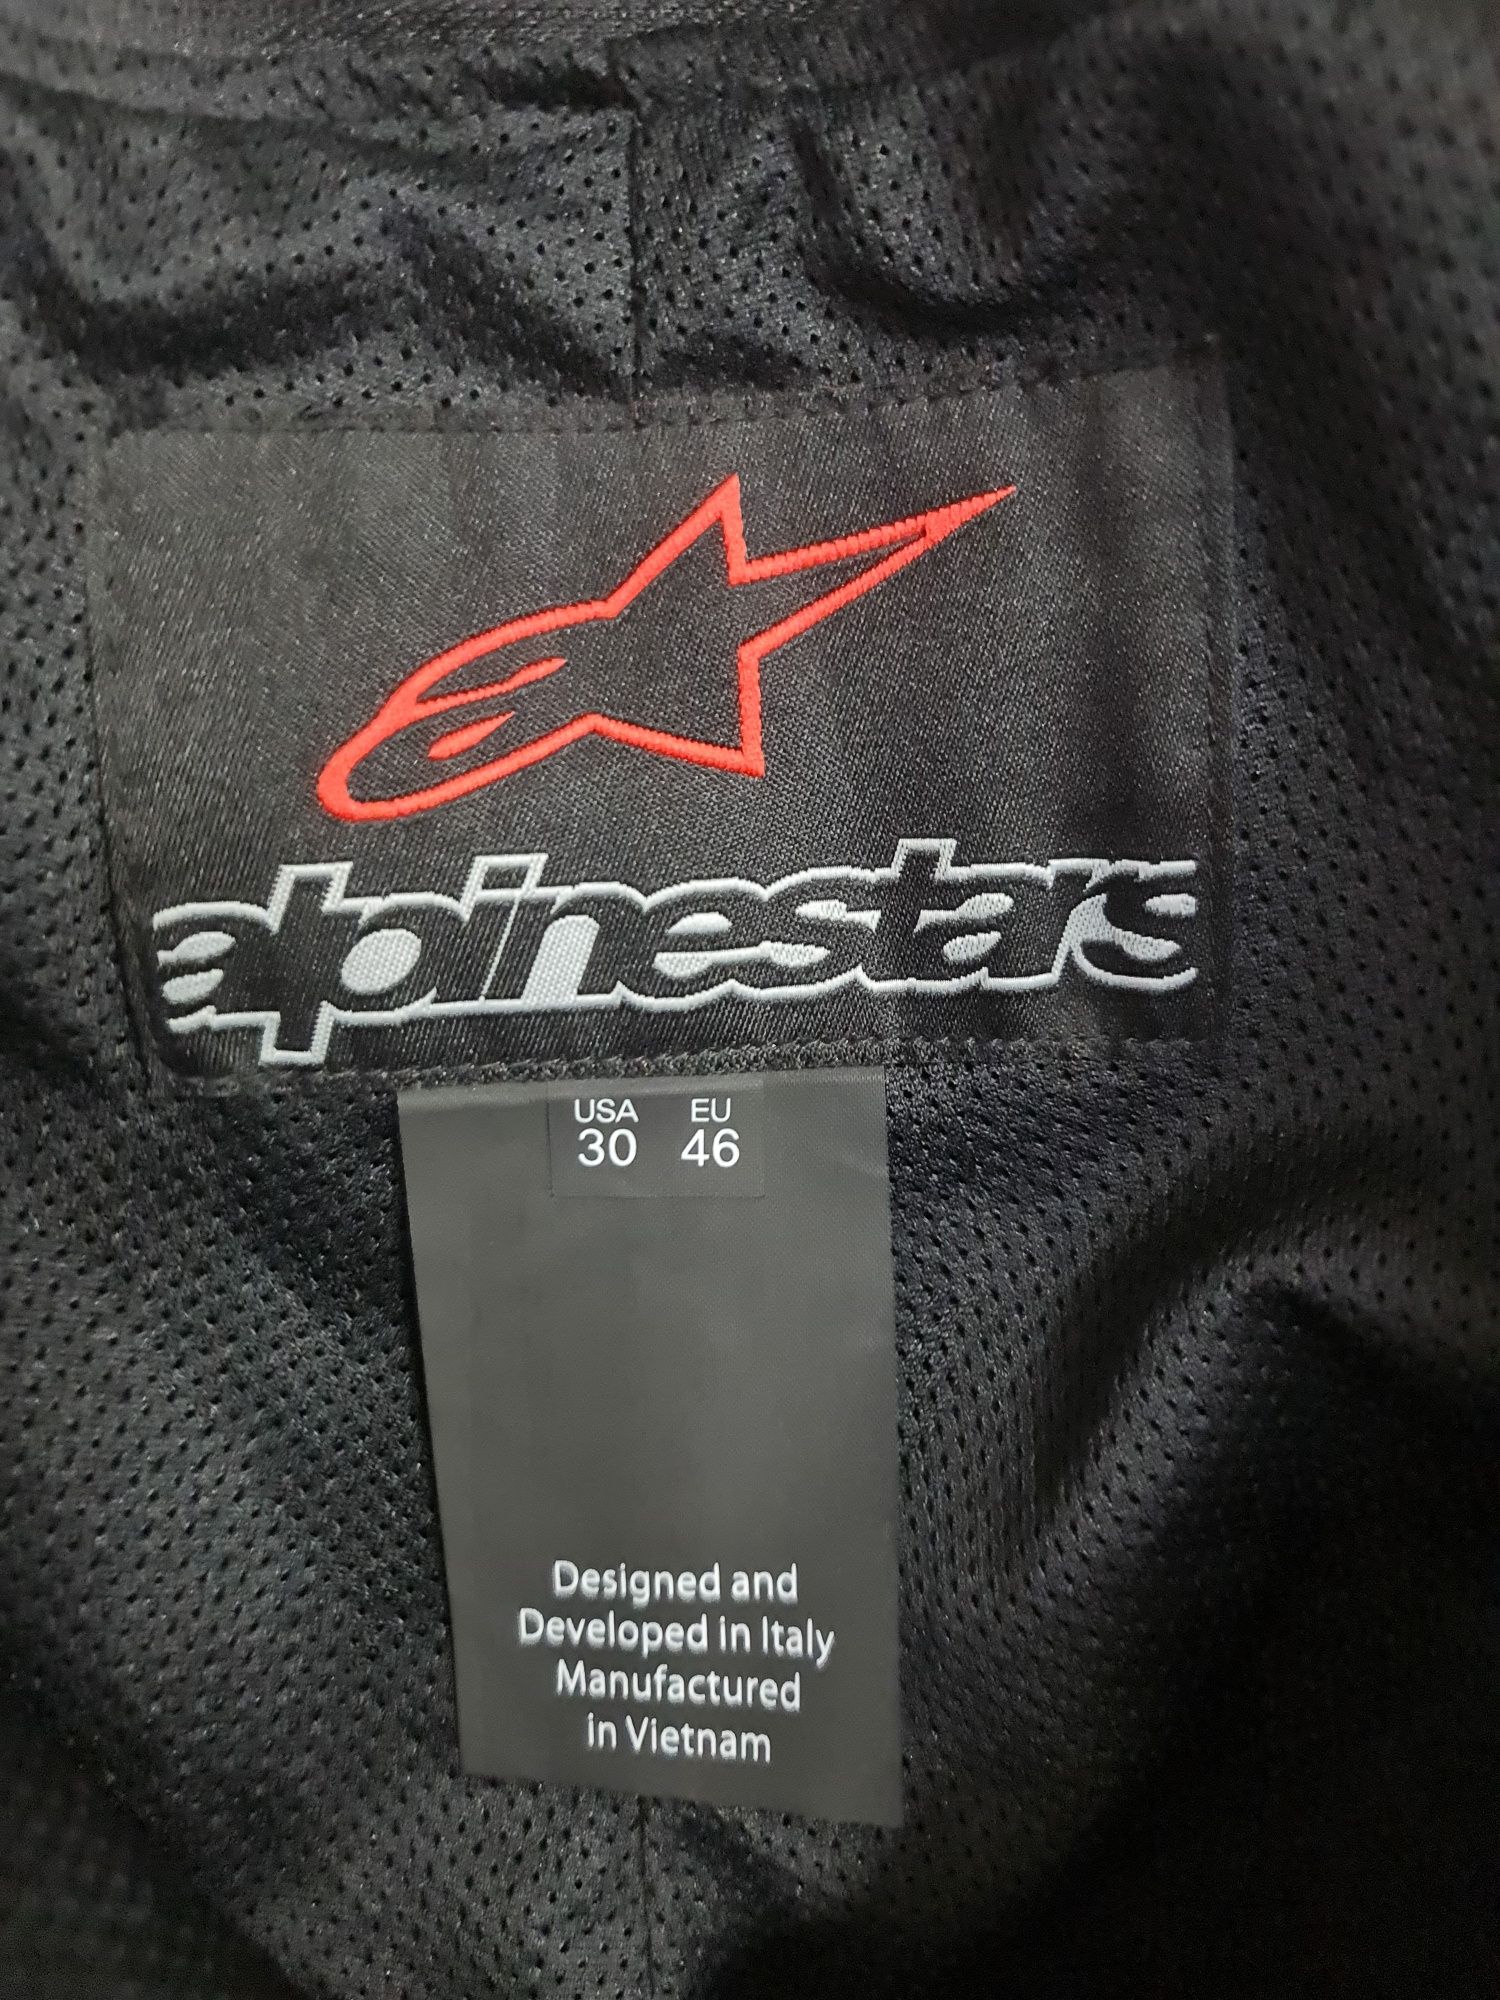 alpinestars
USA EU
30 46
Designed and
Developed in Italy
Manufactured
in Vietnam